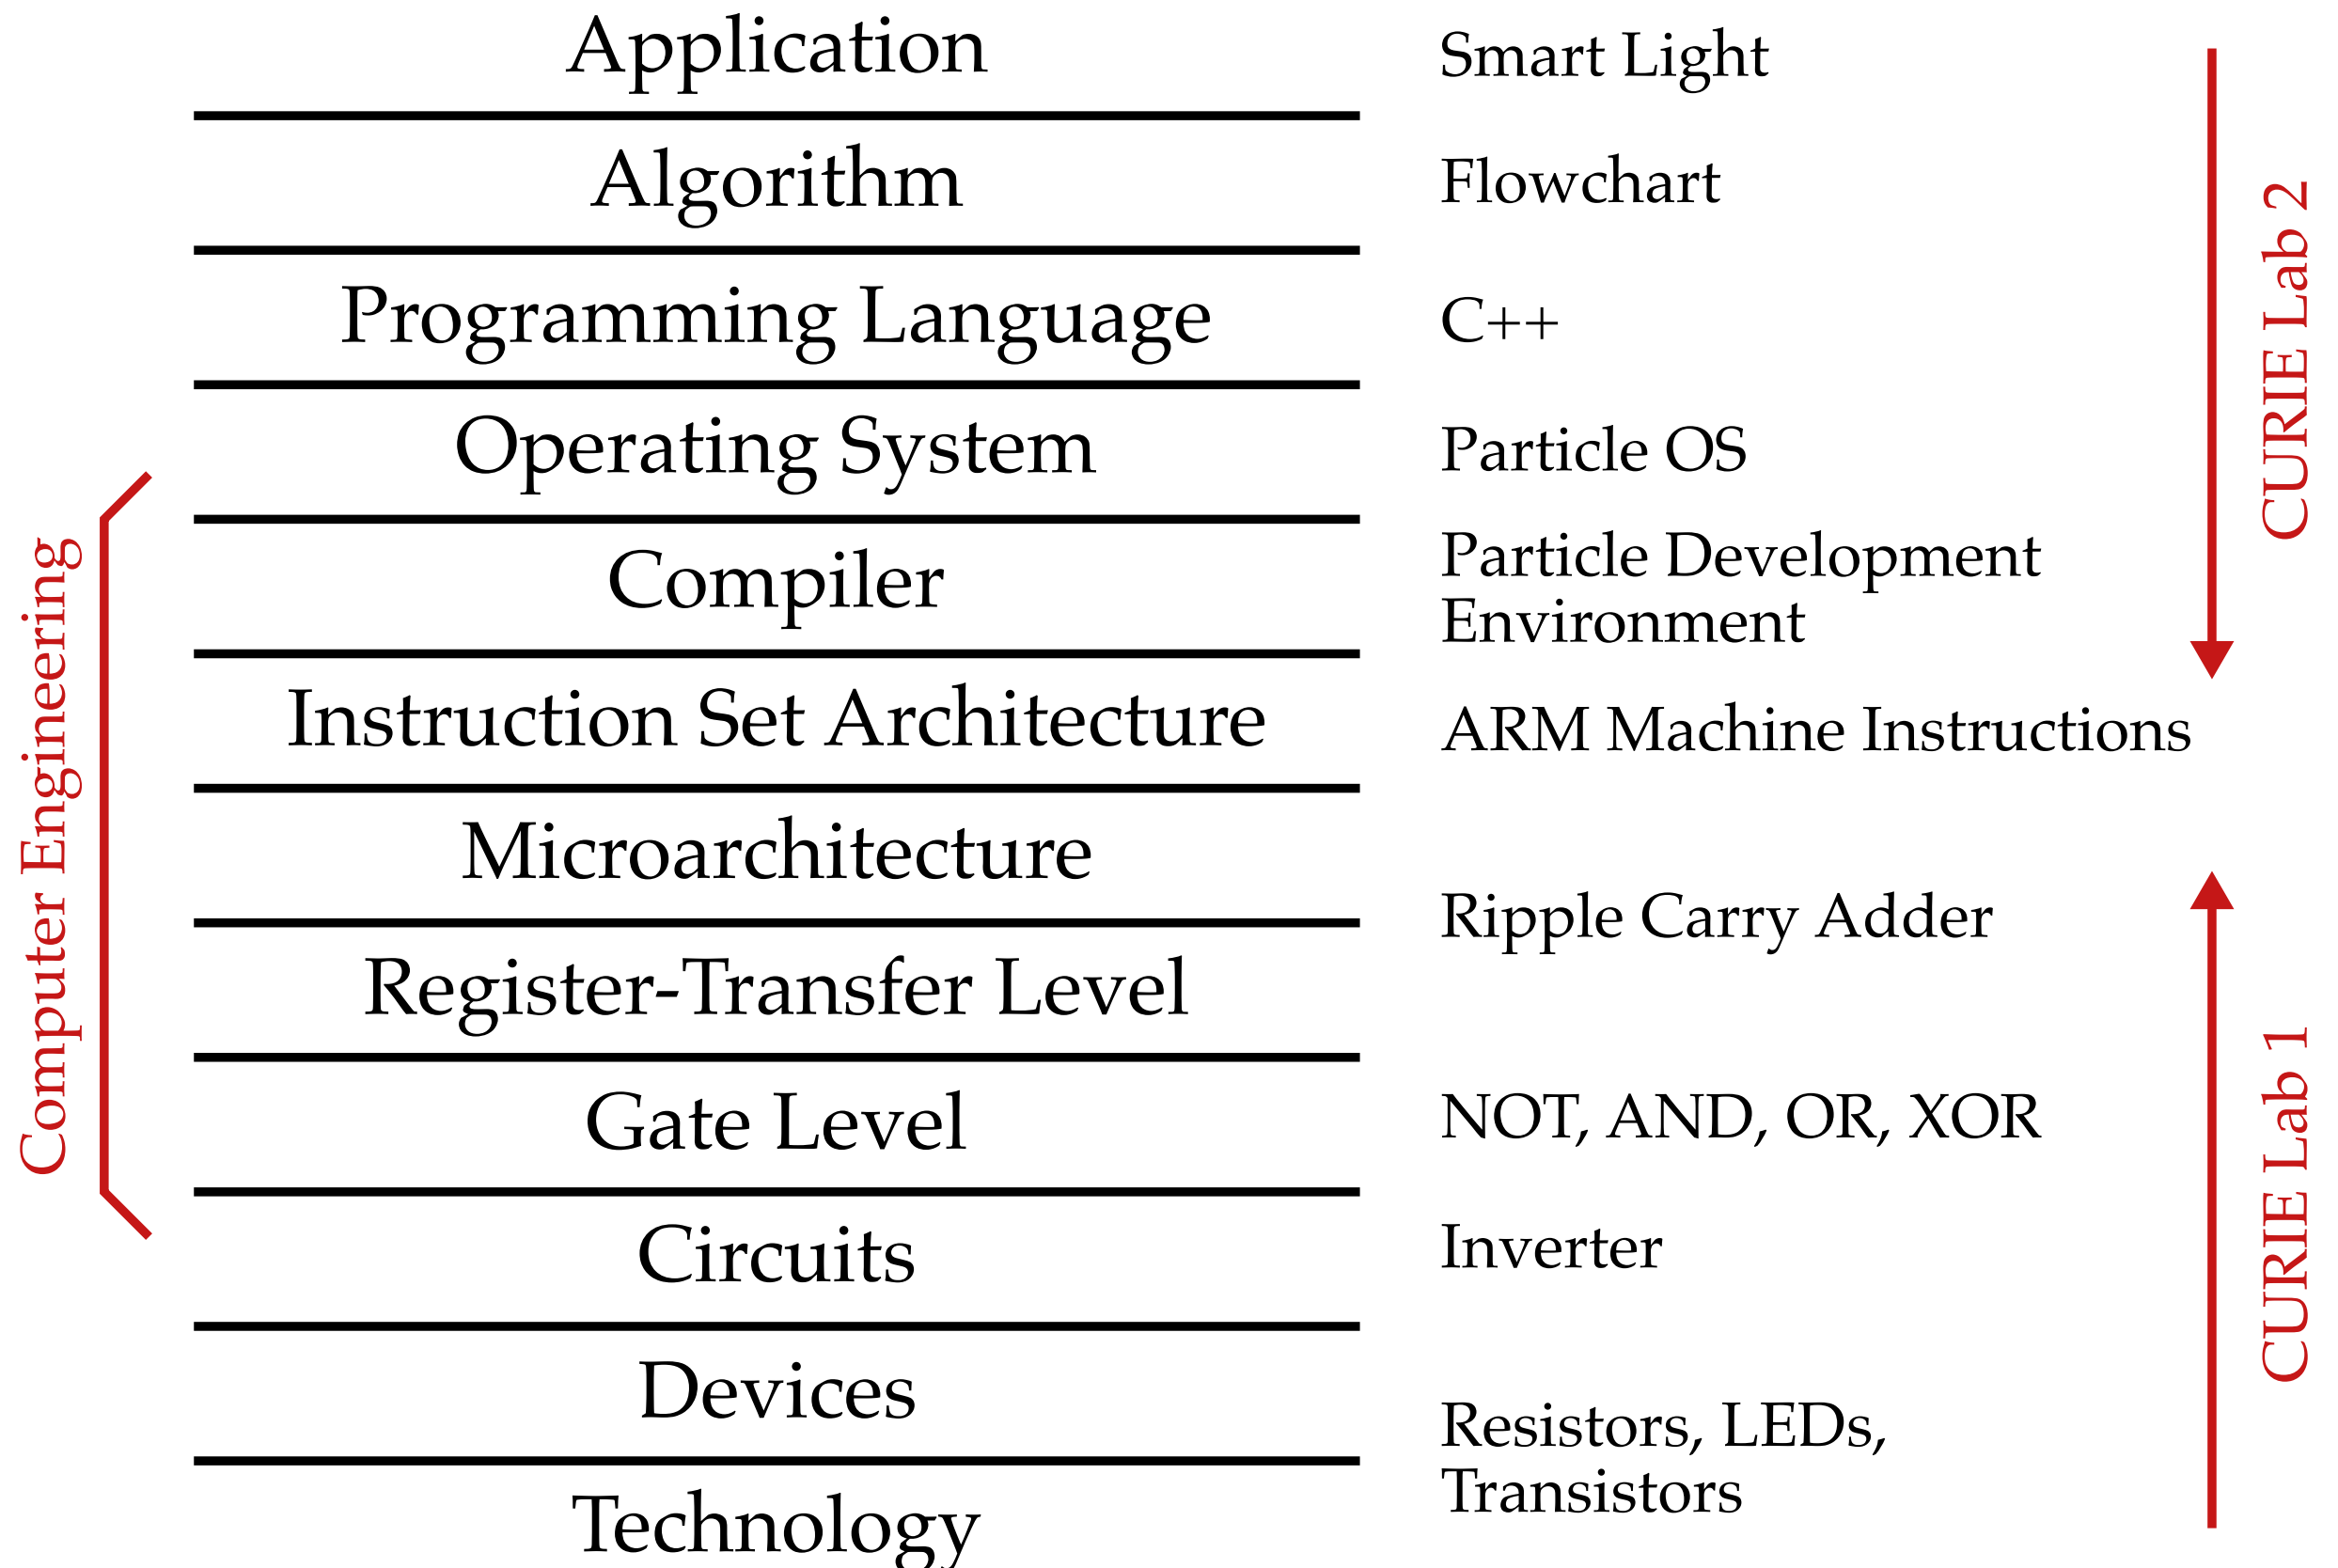 Application
Smart Light
Algorithm
Flowchart
Programming Language
C++
Operating System
Particle OS
Compiler
Particle Development
Environment
Instruction Set Architecture
ARM Machine Instructions
Microarchitecture
Ripple Carry Adder
Register-Transfer Level
Gate Level
NOT, AND, OR, XOR
Circuits
Inverter
Devices
Resistors, LEDs,
Transistors
Technology
Computer Engineering
CURIE Lab 2
CURIE Lab 1